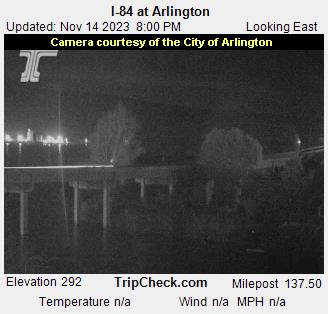 I-84 at Arlington
Updated: Nov 14 2023 8:00 PM Looking East
Camera courtesy of the City of Arlington
Elevation 292 TripCheck.com Milepost 137.50
Temperature n/a Wind n/a MPH n/a